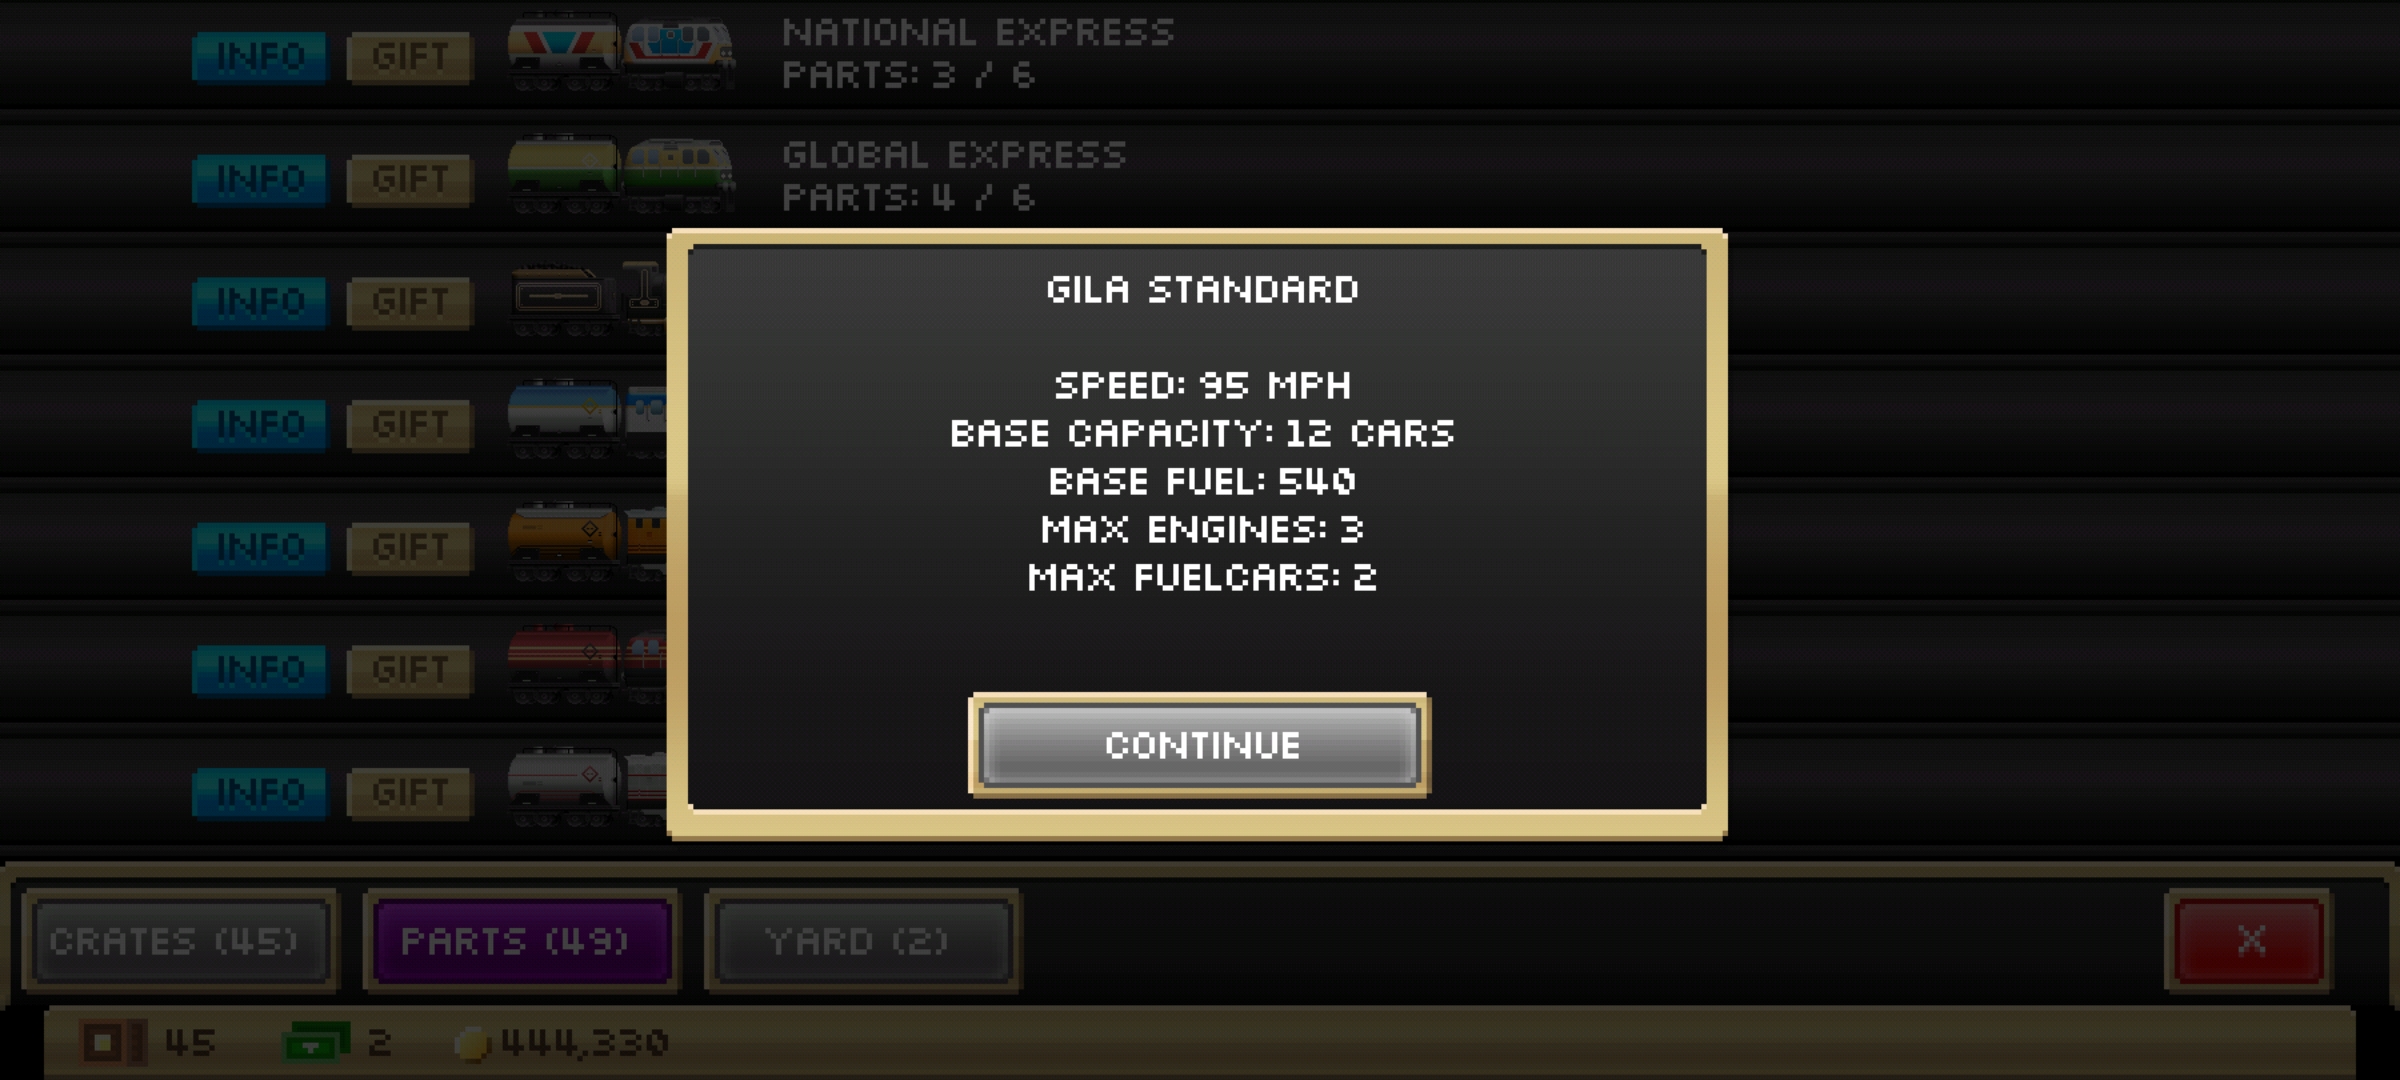 INFO GIFT NATIONAL EXPRESS
PARTS: 3 / 6
INFO GIFT GLOBAL EXPRESS
PARTS: 4 / 6
INFO GIFT
INFO GIFT
INFO GIFT
INFO GIFT
INFO GIFT
GILA STANDARD
SPEED: 95 MPH
BASE CAPACITY: 12 CARS
BASE FUEL: 540
MAX ENGINES: 3
MAX FUELCARS: 2
CONTINUE
CRATES (45) PARTS (49) YARD (2) X
45 2 444,330